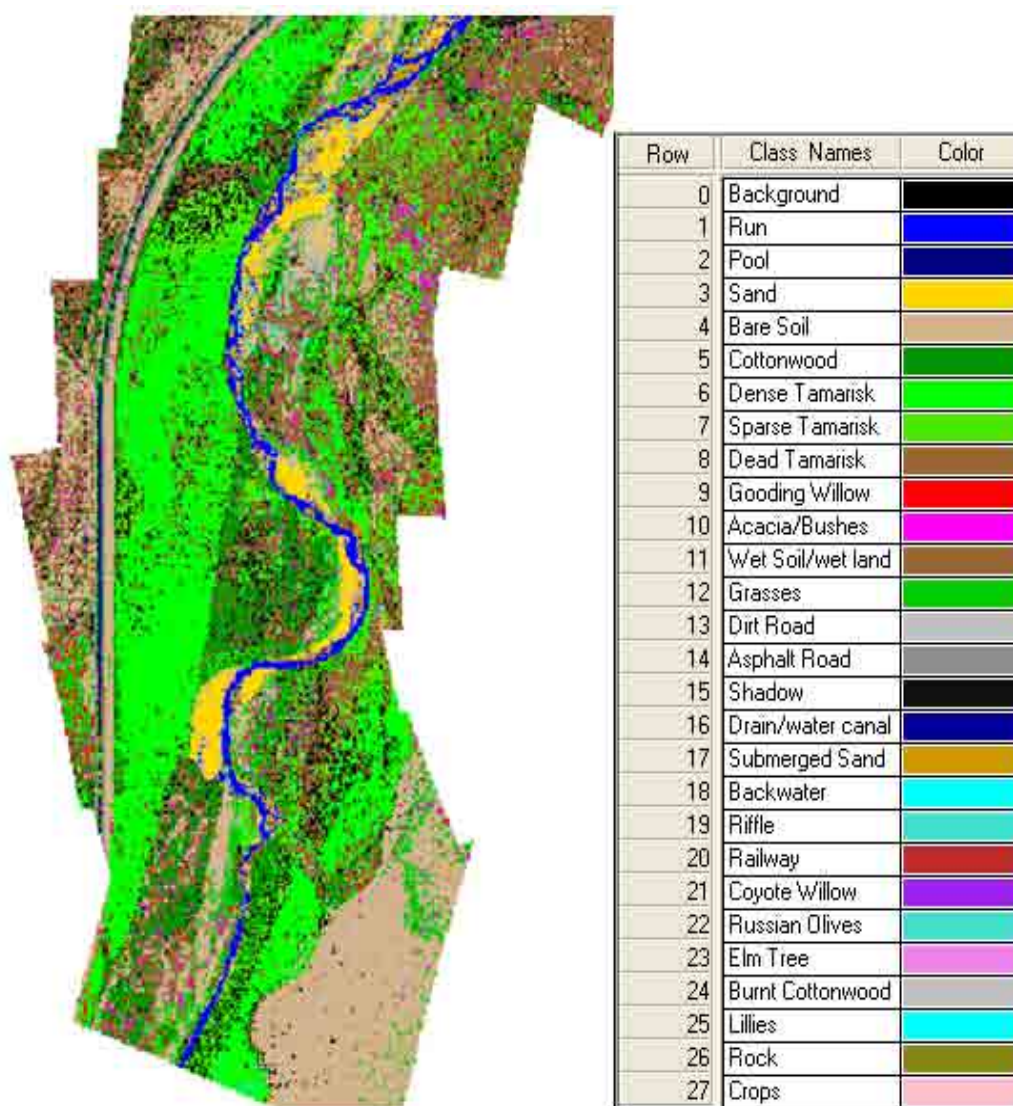 Row Class Names Color
0 Background
1 Run
2 Pool
3 Sand
4 Bare Soil
5 Cottonwood
6 Dense Tamarisk
7 Sparse Tamarisk
8 Dead Tamarisk
9 Gooding Willow
10 Acacia/Bushes
11 Wet Soil/wet land
12 Grasses
13 Dirt Road
14 Asphalt Road
15 Shadow
16 Drain/water canal
17 Submerged Sand
18 Backwater
19 Riffle
20 Railway
21 Coyote Willow
22 Russian Olives
23 Elm Tree
24 Burnt Cottonwood
25 Lillies
26 Rock
27 Crops